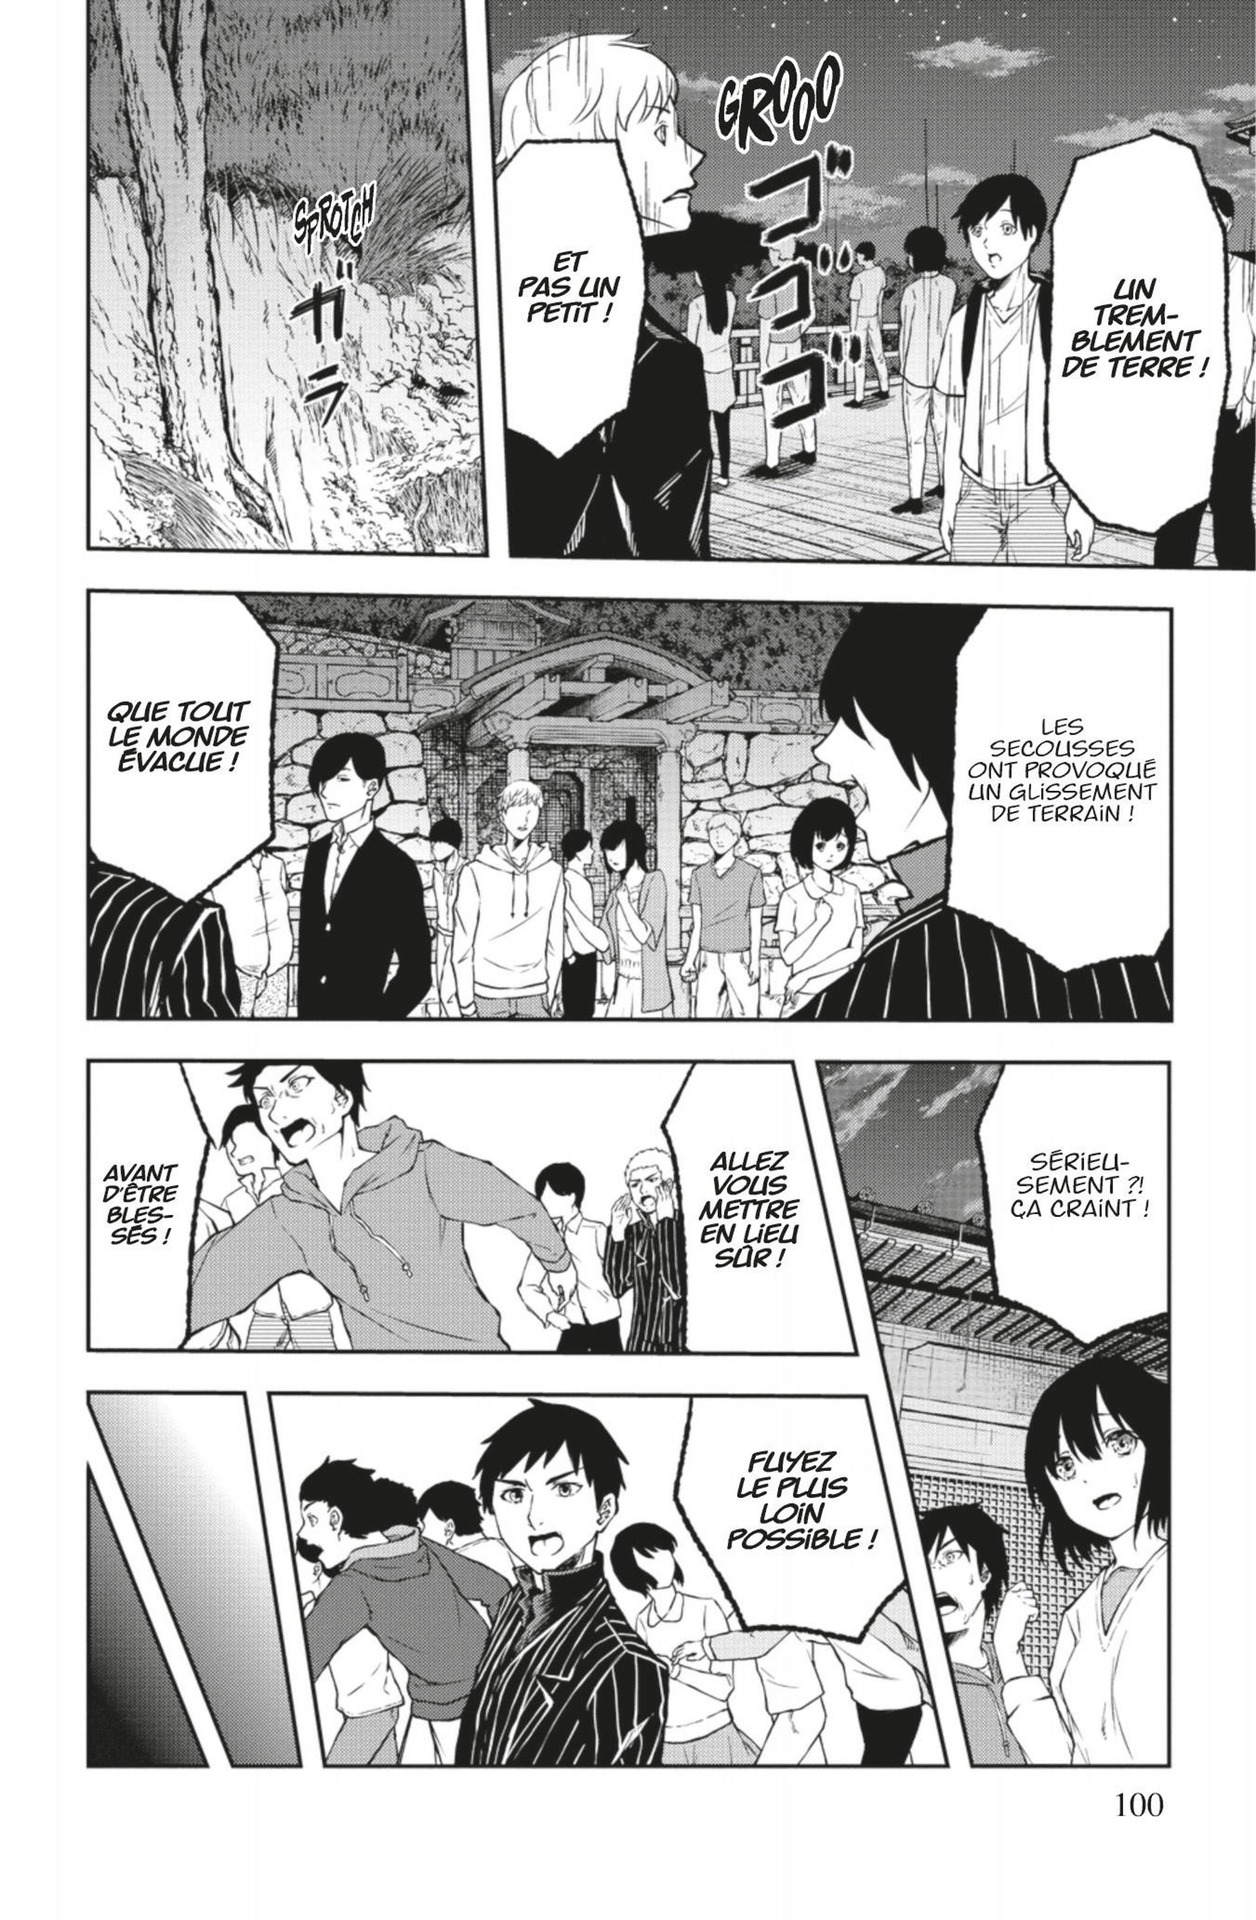 UN
TREM-
BLEMENT
DE TERRE !
GROOO
ゴゴゴゴ
ET
PAS UN
PETIT !
SPROTCH
ガラ
LES
SECOUSSES
ONT PROVOQUÉ
UN GLISSEMENT
DE TERRAIN !
QUE TOUT
LE MONDE
ÉVACUE !
SÉRIEU-
SEMENT ?!
ÇA CRAINT !
ALLEZ
VOUS
METTRE
EN LIEU
SÛR !
AVANT
D'ÊTRE
BLES-
SÉS !
FUYEZ
LE PLUS
LOIN
POSSIBLE !
100